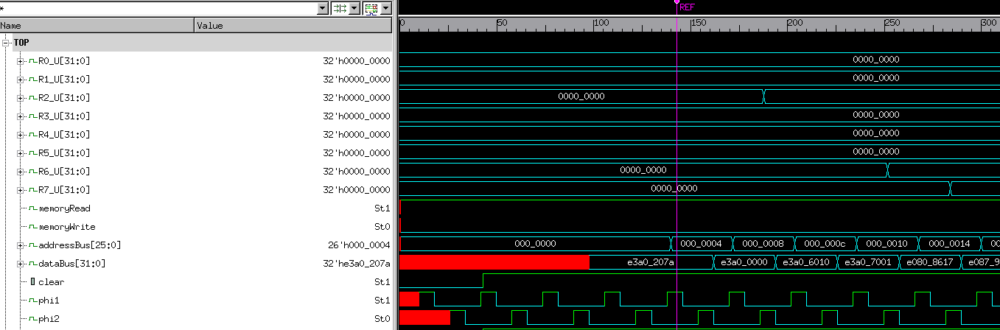 *
REF
Name Value
0 50 100 150 200 250 300
TOP
R0_U[31:0] 32'h0000_0000 0000_0000
R1_U[31:0] 32'h0000_0000 0000_0000
R2_U[31:0] 32'h0000_0000 0000_0000
R3_U[31:0] 32'h0000_0000 0000_0000
R4_U[31:0] 32'h0000_0000 0000_0000
R5_U[31:0] 32'h0000_0000 0000_0000
R6_U[31:0] 32'h0000_0000 0000_0000
R7_U[31:0] 32'h0000_0000 0000_0000
memoryRead St1
memoryWrite St0
addressBus[25:0] 26'h000_0004 000_0000 000_0004 000_0008 000_000c 000_0010 000_0014 00
dataBus[31:0] 32'he3a0_207a e3a0_207a e3a0_0000 e3a0_6010 e3a0_7001 e080_8617 e087_9
clear St1
phi1 St1
phi2 St0